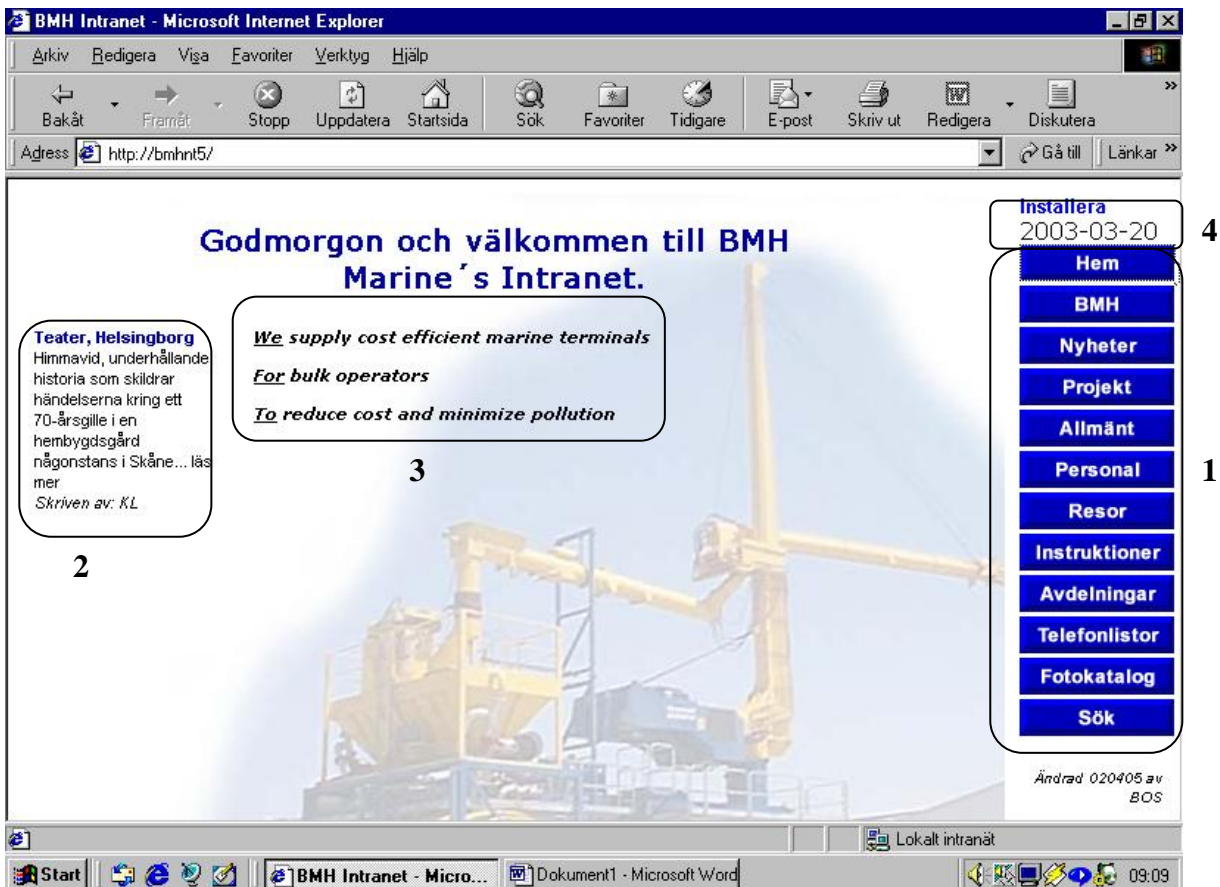 BMH Intranet - Microsoft Internet Explorer
Arkiv Redigera Visa Favoriter Verktyg Hjälp
Bakåt Framåt Stopp Uppdatera Startsida Sök Favoriter Tidigare E-post Skriv ut Redigera Diskutera
Adress http://bmhnt5/ Gå till Länkar
Godmorgon och välkommen till BMH
Marine´s Intranet.
Teater, Helsingborg
Himmavid, underhållande
historia som skildrar
händelserna kring ett
70-årsgille i en
hembygdsgård
någonstans i Skåne... läs
mer
Skriven av: KL
2
We supply cost efficient marine terminals
For bulk operators
To reduce cost and minimize pollution
3
Installera
2003-03-20
4
Hem
BMH
Nyheter
Projekt
Allmänt
Personal
Resor
Instruktioner
Avdelningar
Telefonlistor
Fotokatalog
Sök
1
Ändrad 020405 av
BOS
Lokalt intranät
Start BMH Intranet - Micro... Dokument1 - Microsoft Word 09:09